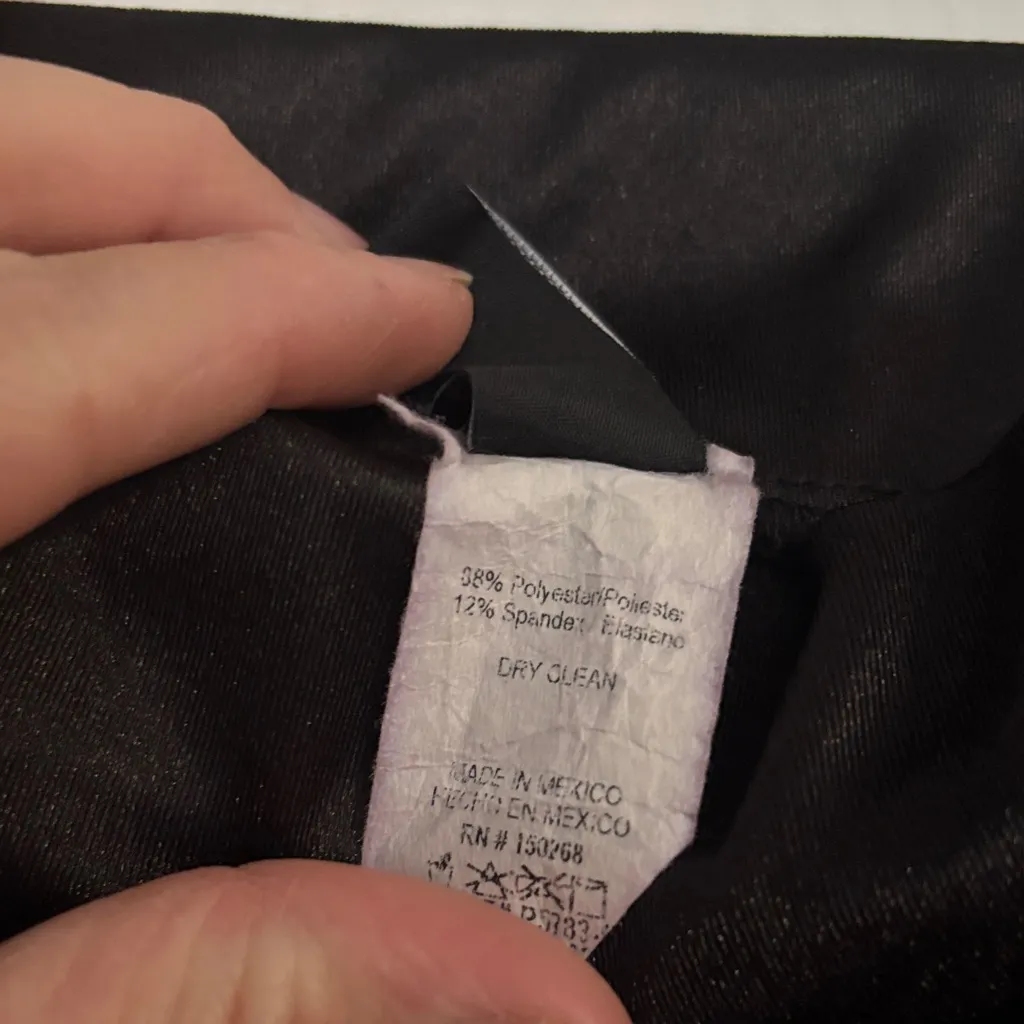 88% Polyester/Poliester
12% Spandex Elastano
DRY CLEAN
MADE IN MEXICO
HECHO EN MEXICO
RN # 150268